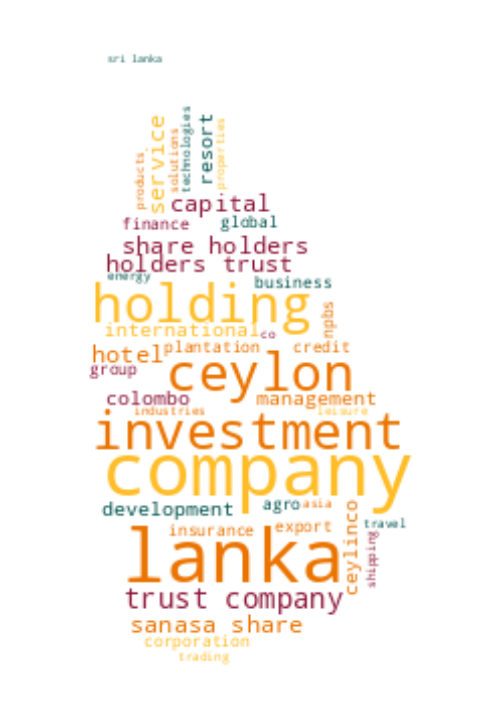 sri lanka
products
service
solutions
technologies
resort
properties
capital
finance global
share holders
holders trust
energy
business
holding
npbs
international co
plantation credit
hotel
group
ceylon
colombo management
industries leisure
investment
company
development agro asia
ceylinco
travel
insurance export
shipping
lanka
trust company
sanasa share
corporation
trading